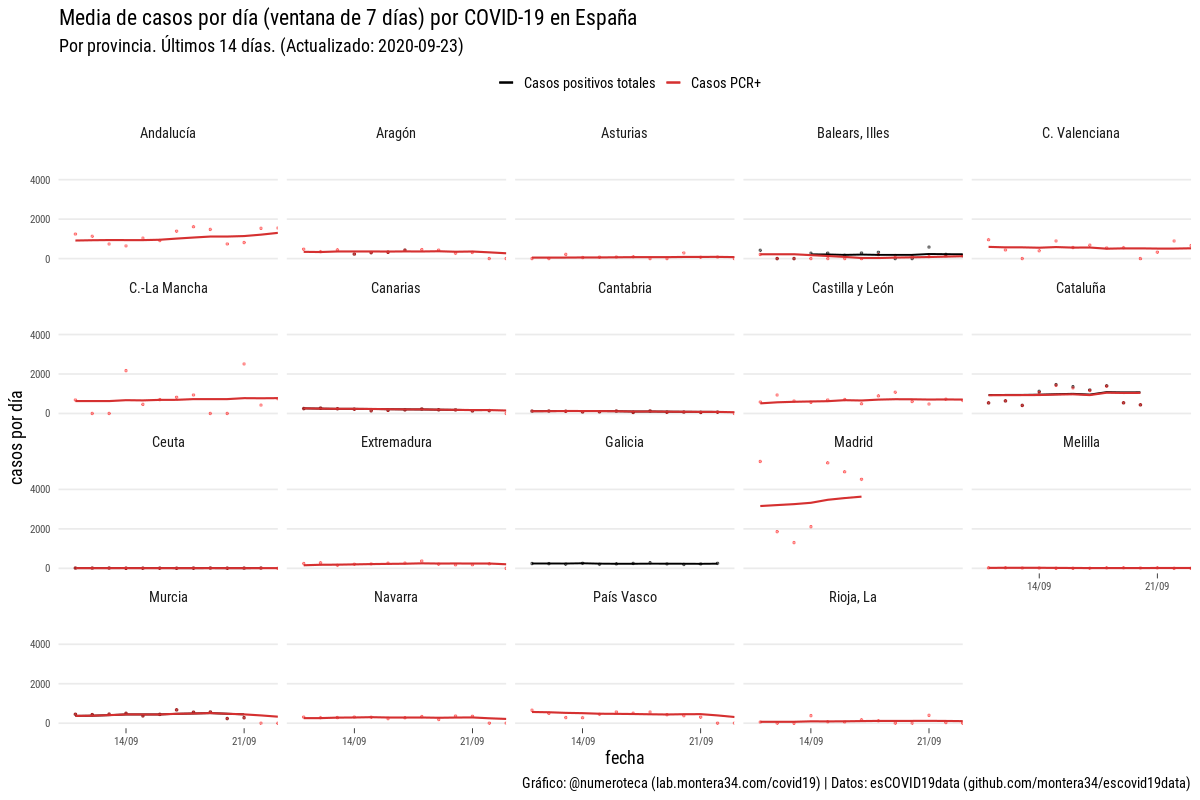 Media de casos por día (ventana de 7 días) por COVID-19 en España
Por provincia. Últimos 14 días. (Actualizado: 2020-09-23)
Casos positivos totales Casos PCR+
Andalucía Aragón Asturias Balears, Illes C. Valenciana
4000
2000
0
C.-La Mancha Canarias Cantabria Castilla y León Cataluña
4000
2000
0
casos por día
Ceuta Extremadura Galicia Madrid Melilla
4000
2000
0
14/09 21/09
Murcia Navarra País Vasco Rioja, La
4000
2000
0
14/09 21/09 14/09 21/09 14/09 21/09 14/09 21/09
fecha
Gráfico: @numeroteca (lab.montera34.com/covid19) | Datos: esCOVID19data (github.com/montera34/escovid19data)